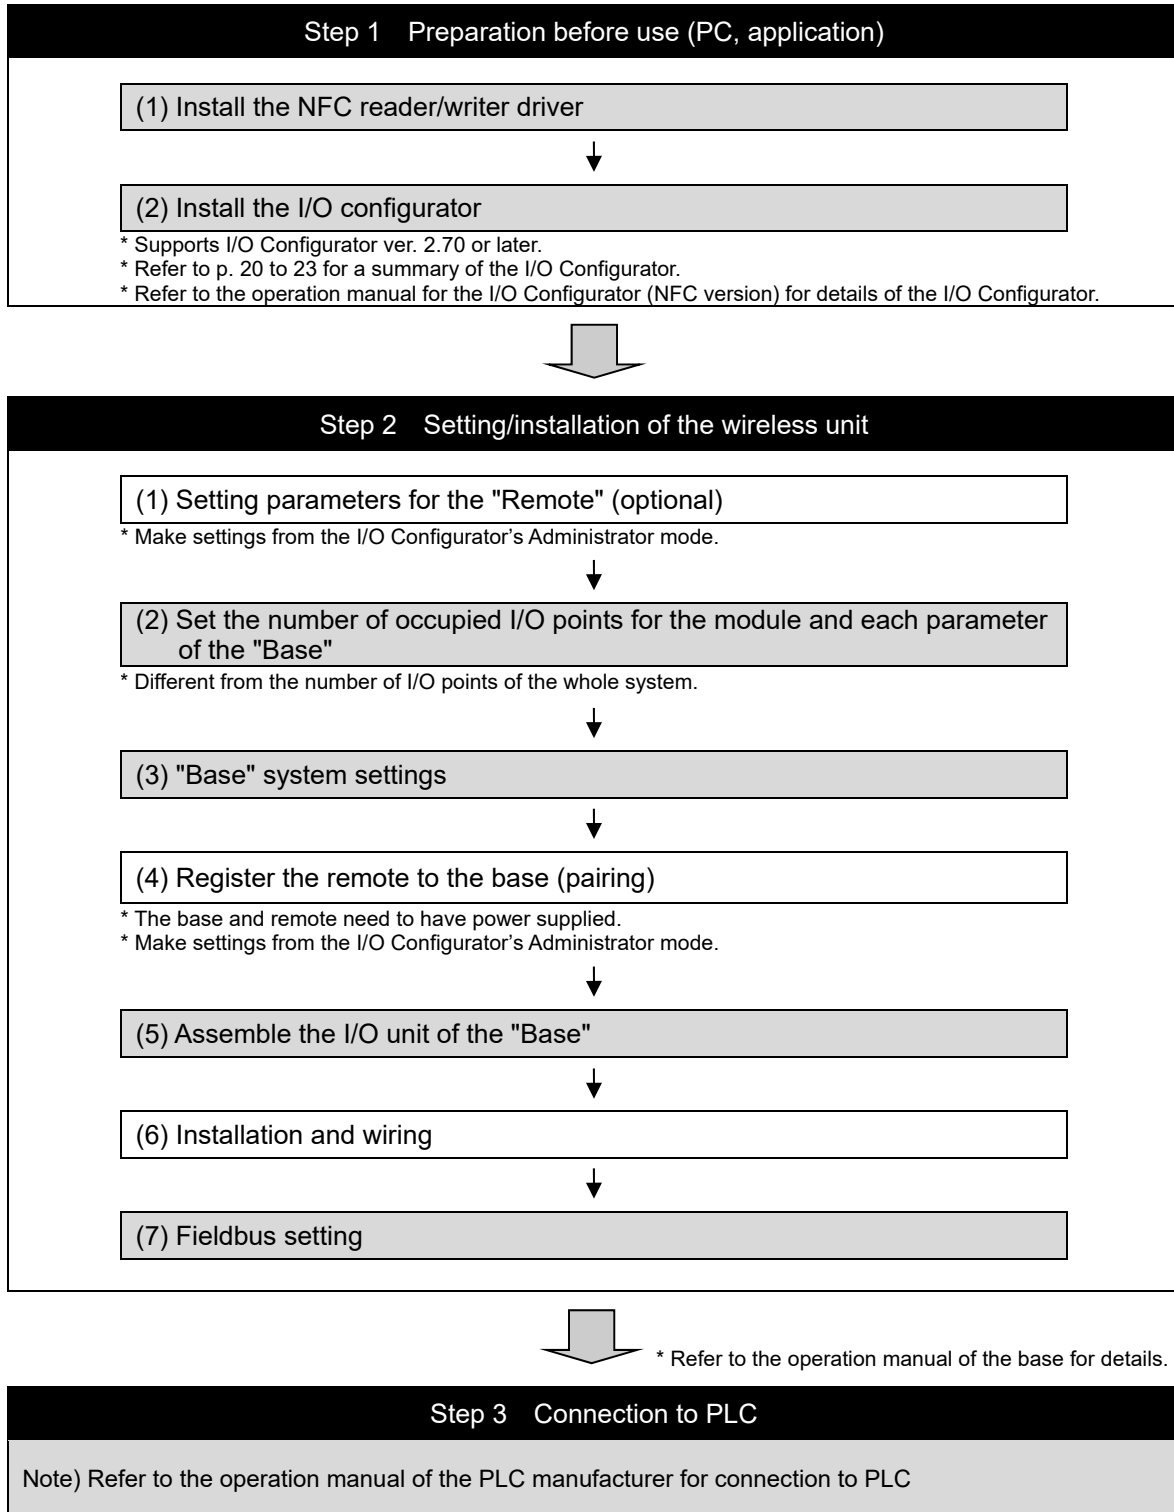 Step 1 Preparation before use (PC, application)
(1) Install the NFC reader/writer driver
(2) Install the I/O configurator
* Supports I/O Configurator ver. 2.70 or later.
* Refer to p. 20 to 23 for a summary of the I/O Configurator.
* Refer to the operation manual for the I/O Configurator (NFC version) for details of the I/O Configurator.
Step 2 Setting/installation of the wireless unit
(1) Setting parameters for the "Remote" (optional)
* Make settings from the I/O Configurator's Administrator mode.
(2) Set the number of occupied I/O points for the module and each parameter
of the "Base"
* Different from the number of I/O points of the whole system.
(3) "Base" system settings
(4) Register the remote to the base (pairing)
* The base and remote need to have power supplied.
* Make settings from the I/O Configurator's Administrator mode.
(5) Assemble the I/O unit of the "Base"
(6) Installation and wiring
(7) Fieldbus setting
* Refer to the operation manual of the base for details.
Step 3 Connection to PLC
Note) Refer to the operation manual of the PLC manufacturer for connection to PLC